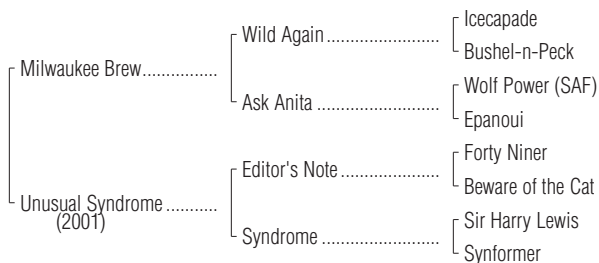 Icecapade
Wild Again........................
Bushel-n-Peck
Milwaukee Brew................
Wolf Power (SAF)
Ask Anita ..........................
Epanoui
Forty Niner
Editor's Note.....................
Beware of the Cat
Unusual Syndrome ...........
(2001)
Sir Harry Lewis
Syndrome .........................
Synformer